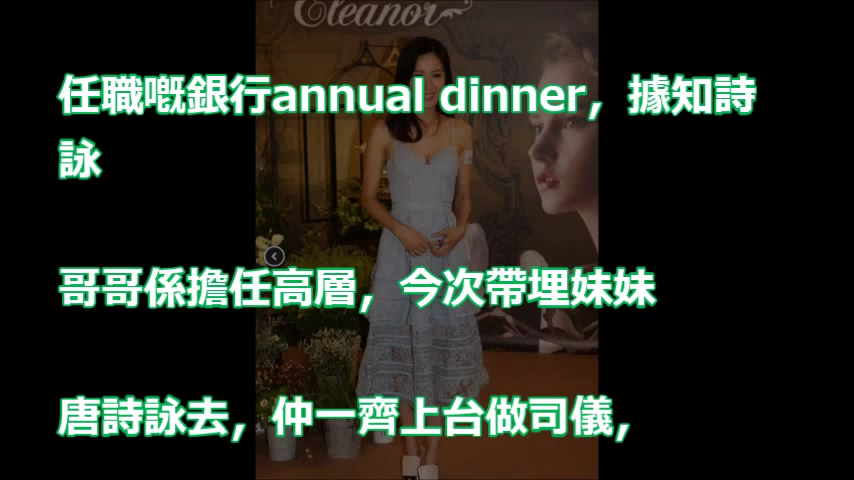 Eleanor
任職嘅銀行annual dinner，據知詩
詠
哥哥係擔任高層，今次帶埋妹妹
唐詩詠去，仲一齊上台做司儀，